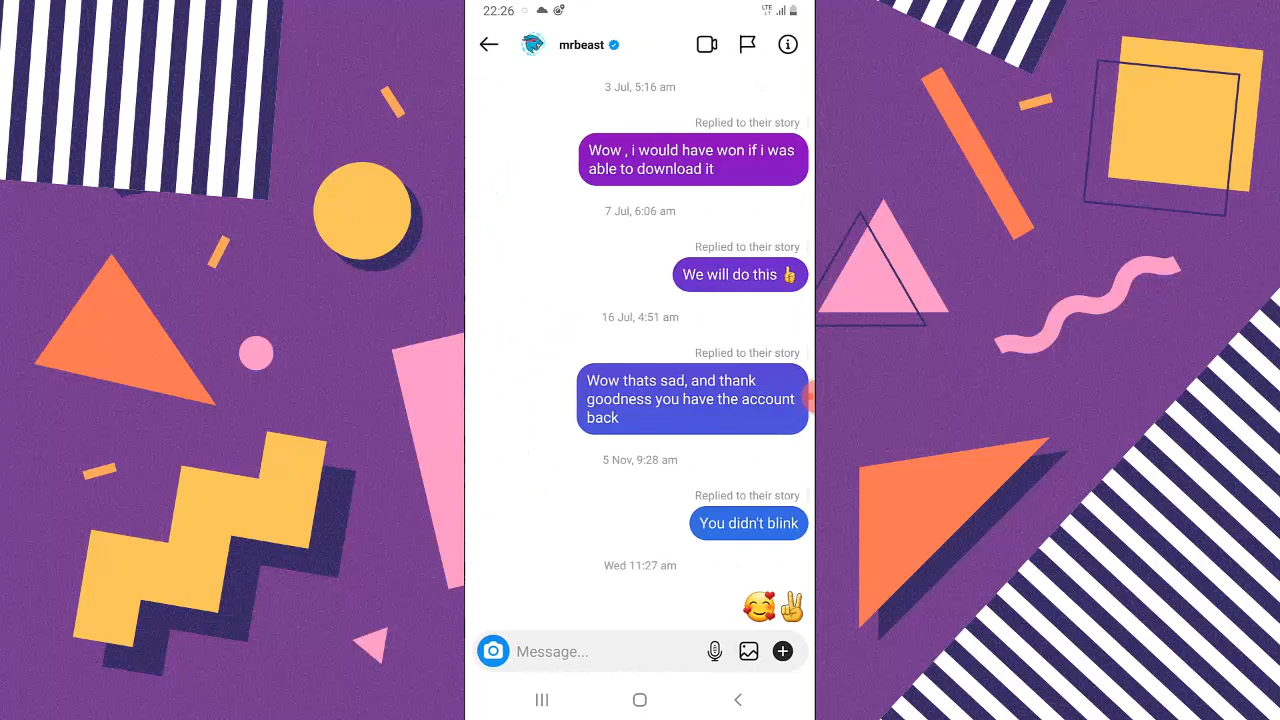 22:26
LTE
mrbeast
3 Jul, 5:16 am
Replied to their story
Wow , i would have won if i was
able to download it
7 Jul, 6:06 am
Replied to their story
We will do this 👍
16 Jul, 4:51 am
Replied to their story
Wow thats sad, and thank
goodness you have the account
back
5 Nov, 9:28 am
Replied to their story
You didn't blink
Wed 11:27 am
🥰✌️
Message...